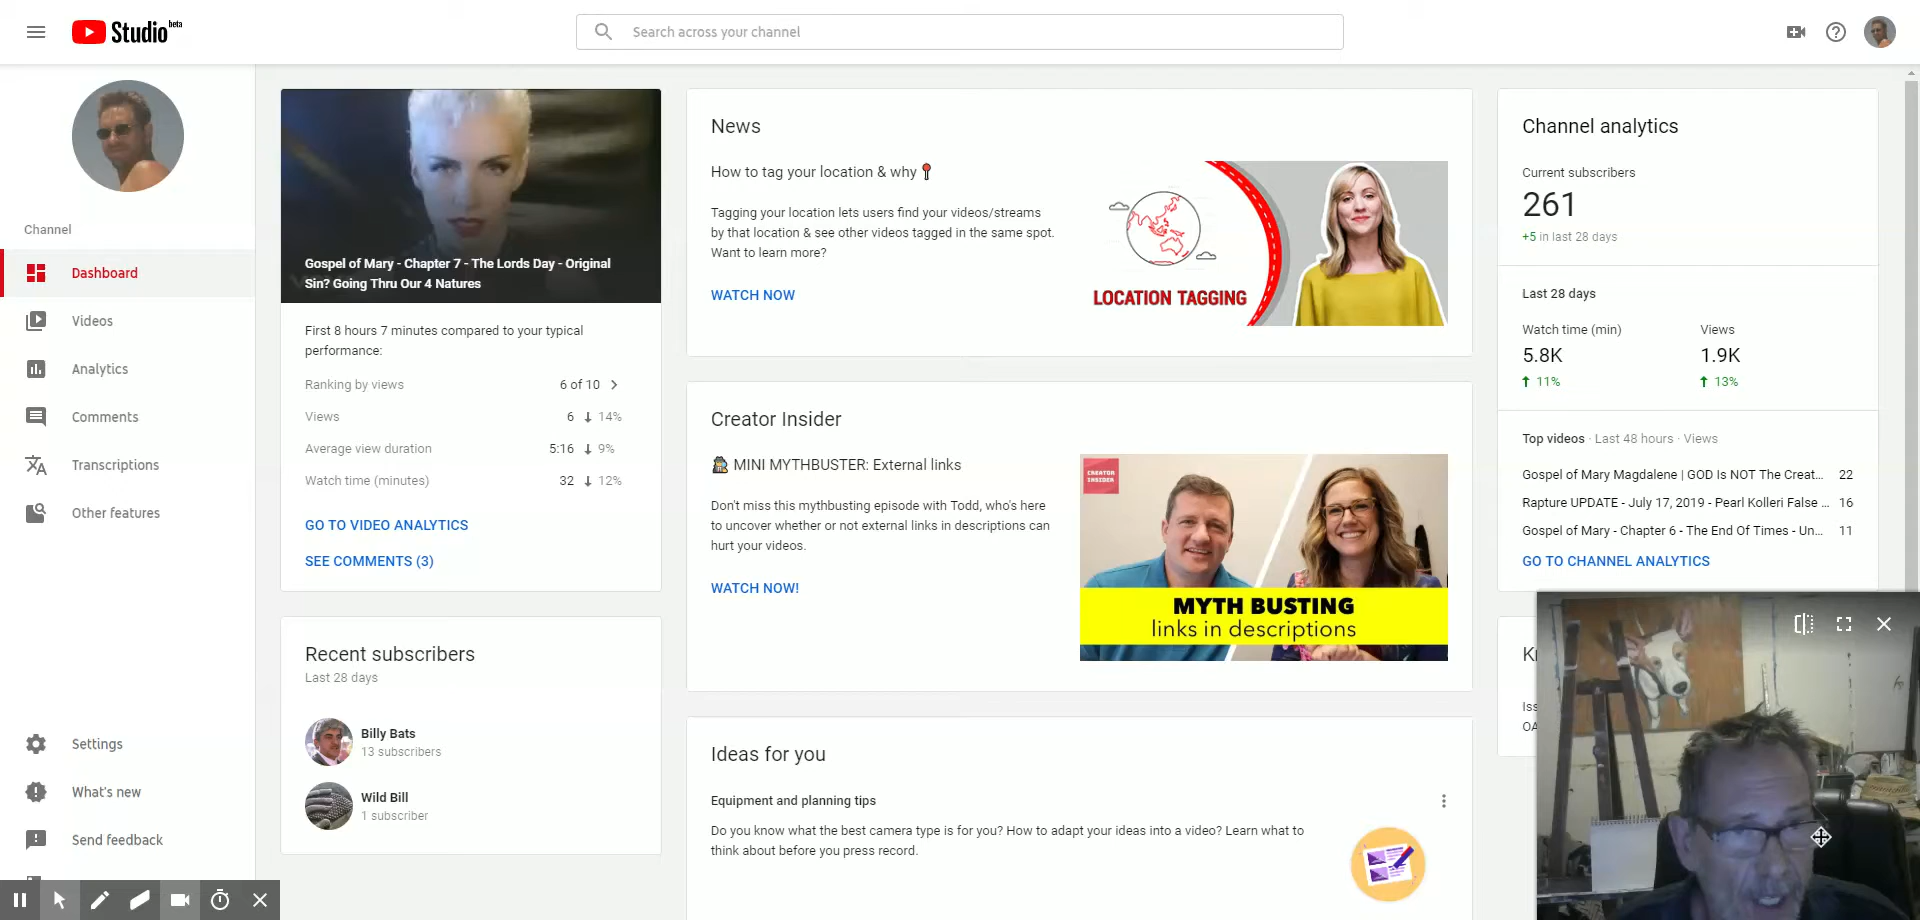 Studio beta
Search across your channel
Channel
Dashboard
Videos
Analytics
Comments
Transcriptions
Other features
Settings
What's new
Send feedback
Gospel of Mary - Chapter 7 - The Lords Day - Original
Sin? Going Thru Our 4 Natures
First 8 hours 7 minutes compared to your typical
performance:
Ranking by views 6 of 10
Views 6 14%
Average view duration 5:16 9%
Watch time (minutes) 32 12%
GO TO VIDEO ANALYTICS
SEE COMMENTS (3)
Recent subscribers
Last 28 days
Billy Bats
13 subscribers
Wild Bill
1 subscriber
News
How to tag your location & why
Tagging your location lets users find your videos/streams
by that location & see other videos tagged in the same spot.
Want to learn more?
WATCH NOW
LOCATION TAGGING
Creator Insider
MINI MYTHBUSTER: External links
Don't miss this mythbusting episode with Todd, who's here
to uncover whether or not external links in descriptions can
hurt your videos.
WATCH NOW!
CREATOR
INSIDER
MYTH BUSTING
links in descriptions
Ideas for you
Equipment and planning tips
Do you know what the best camera type is for you? How to adapt your ideas into a video? Learn what to
think about before you press record.
Channel analytics
Current subscribers
261
+5 in last 28 days
Last 28 days
Watch time (min) Views
5.8K 1.9K
11% 13%
Top videos · Last 48 hours · Views
Gospel of Mary Magdalene | GOD Is NOT The Creat... 22
Rapture UPDATE - July 17, 2019 - Pearl Kolleri False ... 16
Gospel of Mary - Chapter 6 - The End Of Times - Un... 11
GO TO CHANNEL ANALYTICS